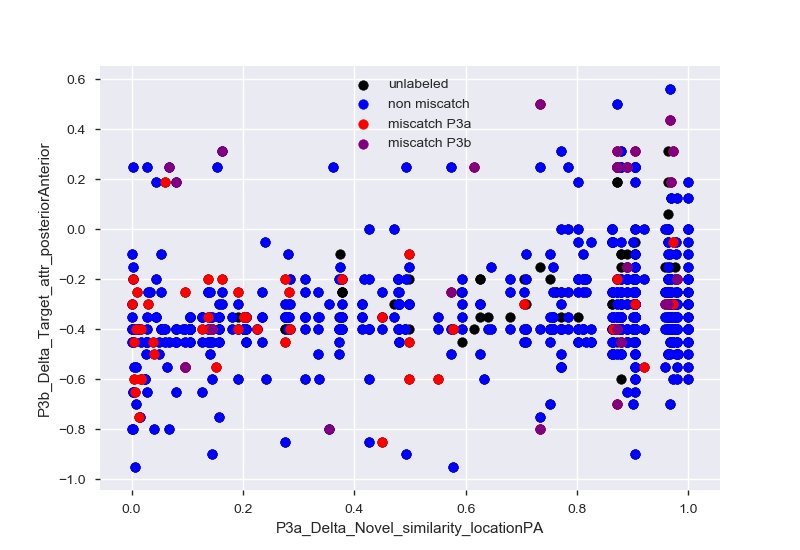 unlabeled
non miscatch
miscatch P3a
miscatch P3b
0.6
0.4
0.2
0.0
−0.2
−0.4
−0.6
−0.8
−1.0
P3b_Delta_Target_attr_posteriorAnterior
0.0 0.2 0.4 0.6 0.8 1.0
P3a_Delta_Novel_similarity_locationPA